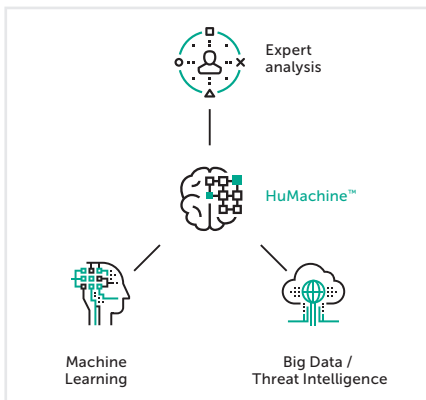 Expert
analysis
HuMachine™
Machine
Learning
Big Data /
Threat Intelligence